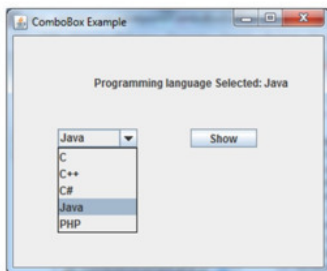 ComboBox Example
Programming language Selected: Java
Java
Show
C
C++
C#
Java
PHP